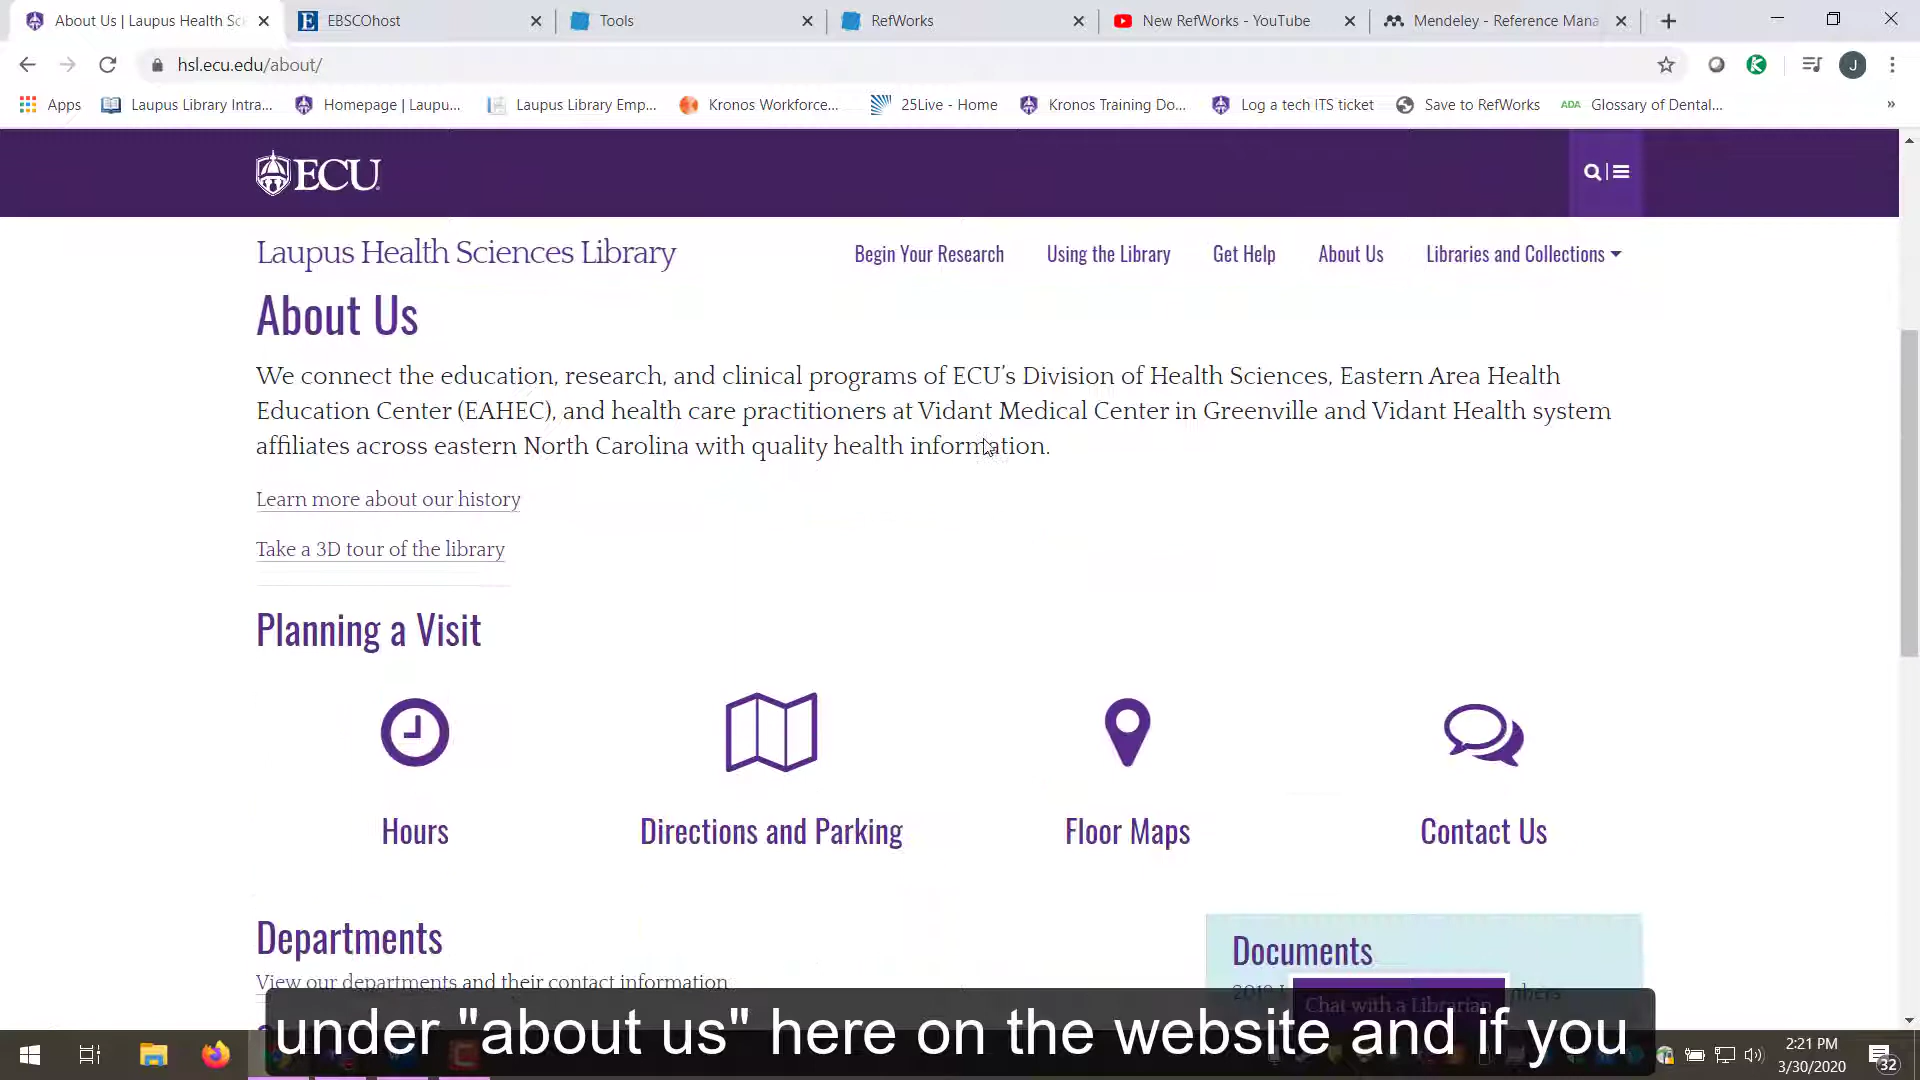 About Us | Laupus Health Sc
EBSCOhost
Tools
RefWorks
New RefWorks - YouTube
Mendeley - Reference Mana
hsl.ecu.edu/about/
J
Apps
Laupus Library Intra...
Homepage | Laupu...
Laupus Library Emp...
Kronos Workforce...
25Live - Home
Kronos Training Do...
Log a tech ITS ticket
Save to RefWorks
ADA
Glossary of Dental...
»
ECU
Laupus Health Sciences Library
Begin Your Research
Using the Library
Get Help
About Us
Libraries and Collections
About Us
We connect the education, research, and clinical programs of ECU's Division of Health Sciences, Eastern Area Health
Education Center (EAHEC), and health care practitioners at Vidant Medical Center in Greenville and Vidant Health system
affiliates across eastern North Carolina with quality health information.
Learn more about our history
Take a 3D tour of the library
Planning a Visit
Hours
Directions and Parking
Floor Maps
Contact Us
Departments
View our departments and their contact information
Documents
Chat with a Librarian
under "about us" here on the website and if you
2:21 PM
3/30/2020
32